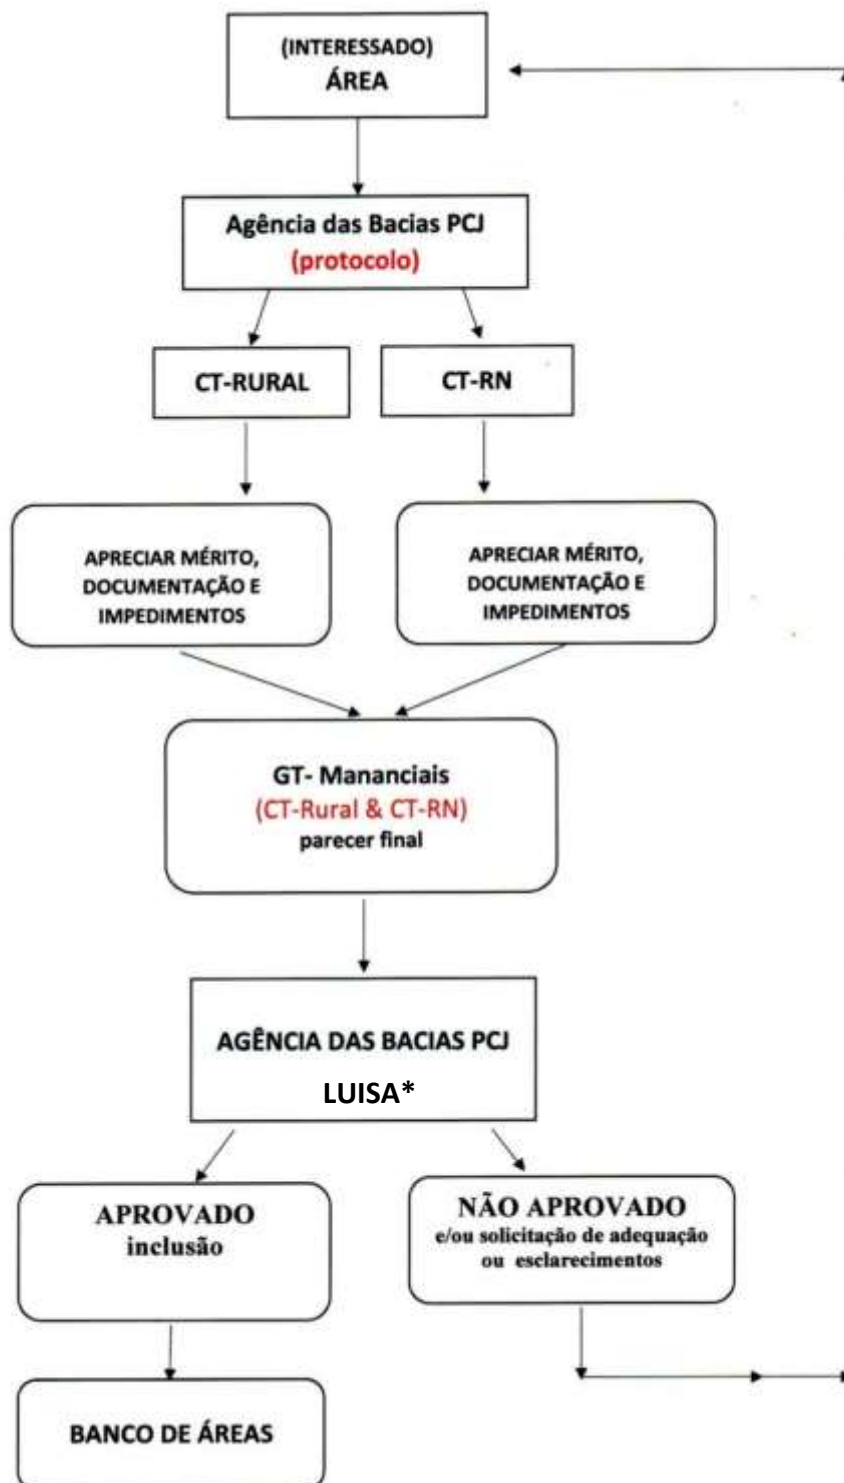 (INTERESSADO)
ÁREA
Agência das Bacias PCJ
(protocolo)
CT-RURAL
CT-RN
APRECIAR MÉRITO,
DOCUMENTAÇÃO E
IMPEDIMENTOS
APRECIAR MÉRITO,
DOCUMENTAÇÃO E
IMPEDIMENTOS
GT- Mananciais
(CT-Rural & CT-RN)
parecer final
AGÊNCIA DAS BACIAS PCJ
LUISA*
APROVADO
inclusão
NÃO APROVADO
e/ou solicitação de adequação
ou esclarecimentos
BANCO DE ÁREAS